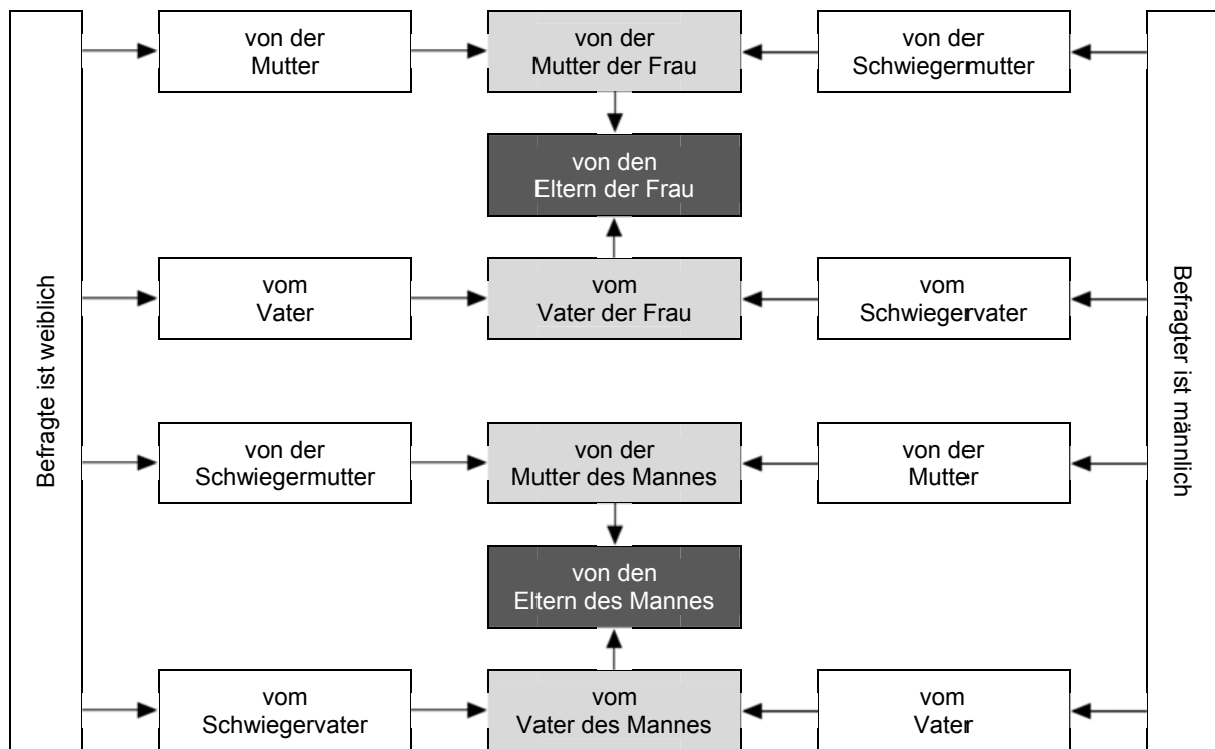 Befragte ist weiblich
von der
Mutter
von der
Mutter der Frau
von der
Schwiegermutter
von den
Eltern der Frau
vom
Vater
vom
Vater der Frau
vom
Schwiegervater
von der
Schwiegermutter
von der
Mutter des Mannes
von der
Mutter
von den
Eltern des Mannes
vom
Schwiegervater
vom
Vater des Mannes
vom
Vater
Befragter ist männlich